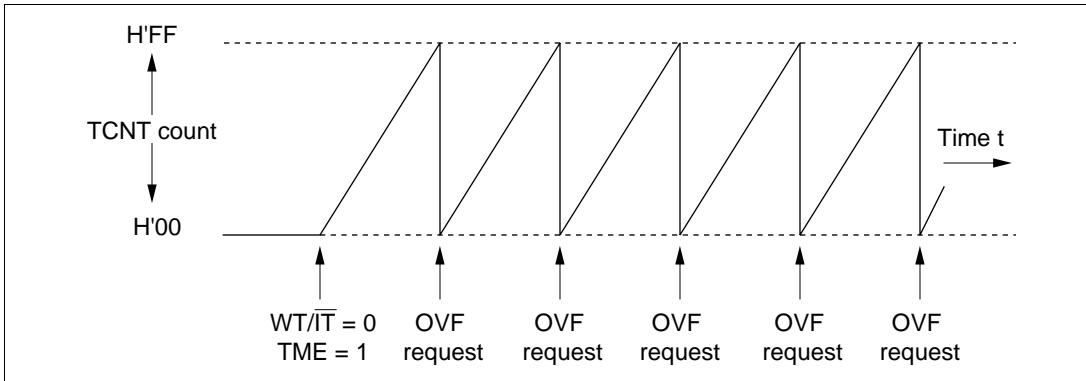 H'FF
TCNT count
Time t
H'00
WT/I̅T̅ = 0
TME = 1
OVF
request
OVF
request
OVF
request
OVF
request
OVF
request